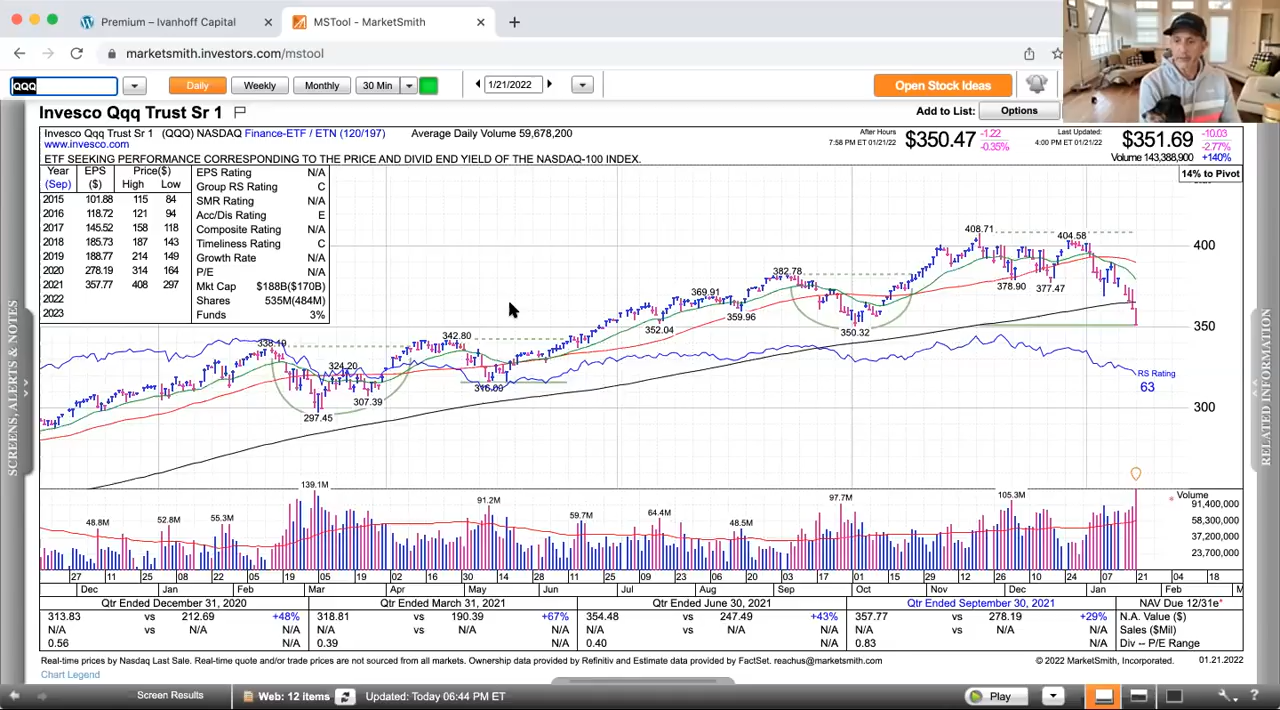 Premium – Ivanhoff Capital
MSTool - MarketSmith
marketsmith.investors.com/mstool
QQQ Daily Weekly Monthly 30 Min 1/21/2022 Open Stock Ideas
Invesco Qqq Trust Sr 1
Add to List: Options
Invesco Qqq Trust Sr 1 (QQQ) NASDAQ Finance-ETF / ETN (120/197) Average Daily Volume 59,678,200
www.invesco.com
ETF SEEKING PERFORMANCE CORRESPONDING TO THE PRICE AND DIVID END YIELD OF THE NASDAQ-100 INDEX.
After Hours
7:58 PM ET 01/21/22
$350.47
-1.22
-0.35%
Last Updated:
4:00 PM ET 01/21/22
$351.69
-10.03
-2.77%
Volume 143,388,900 +140%
14% to Pivot
Year EPS Price($)
(Sep) ($) High Low
2015 101.88 115 84
2016 118.72 121 94
2017 145.52 158 118
2018 185.73 187 143
2019 188.77 214 149
2020 278.19 314 164
2021 357.77 408 297
2022
2023
EPS Rating N/A
Group RS Rating C
SMR Rating N/A
Acc/Dis Rating E
Composite Rating N/A
Timeliness Rating C
Growth Rate N/A
P/E N/A
Mkt Cap $188B($170B)
Shares 535M(484M)
Funds 3%
408.71
404.58
400
382.78
378.90
377.47
369.91
359.96
352.04
350.32
350
342.80
338.19
324.20
316.00
307.39
297.45
300
RS Rating
63
SCREENS, ALERTS & NOTES
RELATED INFORMATION
139.1M
91.2M
97.7M
105.3M
48.8M
52.8M
55.3M
59.7M
64.4M
48.5M
Volume
91,400,000
58,300,000
37,200,000
23,700,000
27 11 25 08 22 05 19 05 19 02 16 30 14 28 11 25 09 23 06 20 03 17 01 15 29 12 26 10 24 07 21 04 18
Dec Jan Feb Mar Apr May Jun Jul Aug Sep Oct Nov Dec Jan Feb M
Qtr Ended December 31, 2020 Qtr Ended March 31, 2021 Qtr Ended June 30, 2021 Qtr Ended September 30, 2021 NAV Due 12/31e*
313.83 vs 212.69 +48% 318.81 vs 190.39 +67% 354.48 vs 247.49 +43% 357.77 vs 278.19 +29% N.A. Value ($)
N/A vs N/A N/A N/A vs N/A N/A N/A vs N/A N/A N/A vs N/A N/A Sales ($Mil)
0.56 N/A 0.39 N/A 0.40 N/A 0.83 N/A Div -- P/E Range
Real-time prices by Nasdaq Last Sale. Real-time quote and/or trade prices are not sourced from all markets. Ownership data provided by Refinitiv and Estimate data provided by FactSet. reachus@marketsmith.com © 2022 MarketSmith, Incorporated. 01.21.2022
Chart Legend
Screen Results Web: 12 items Updated: Today 06:44 PM ET Play